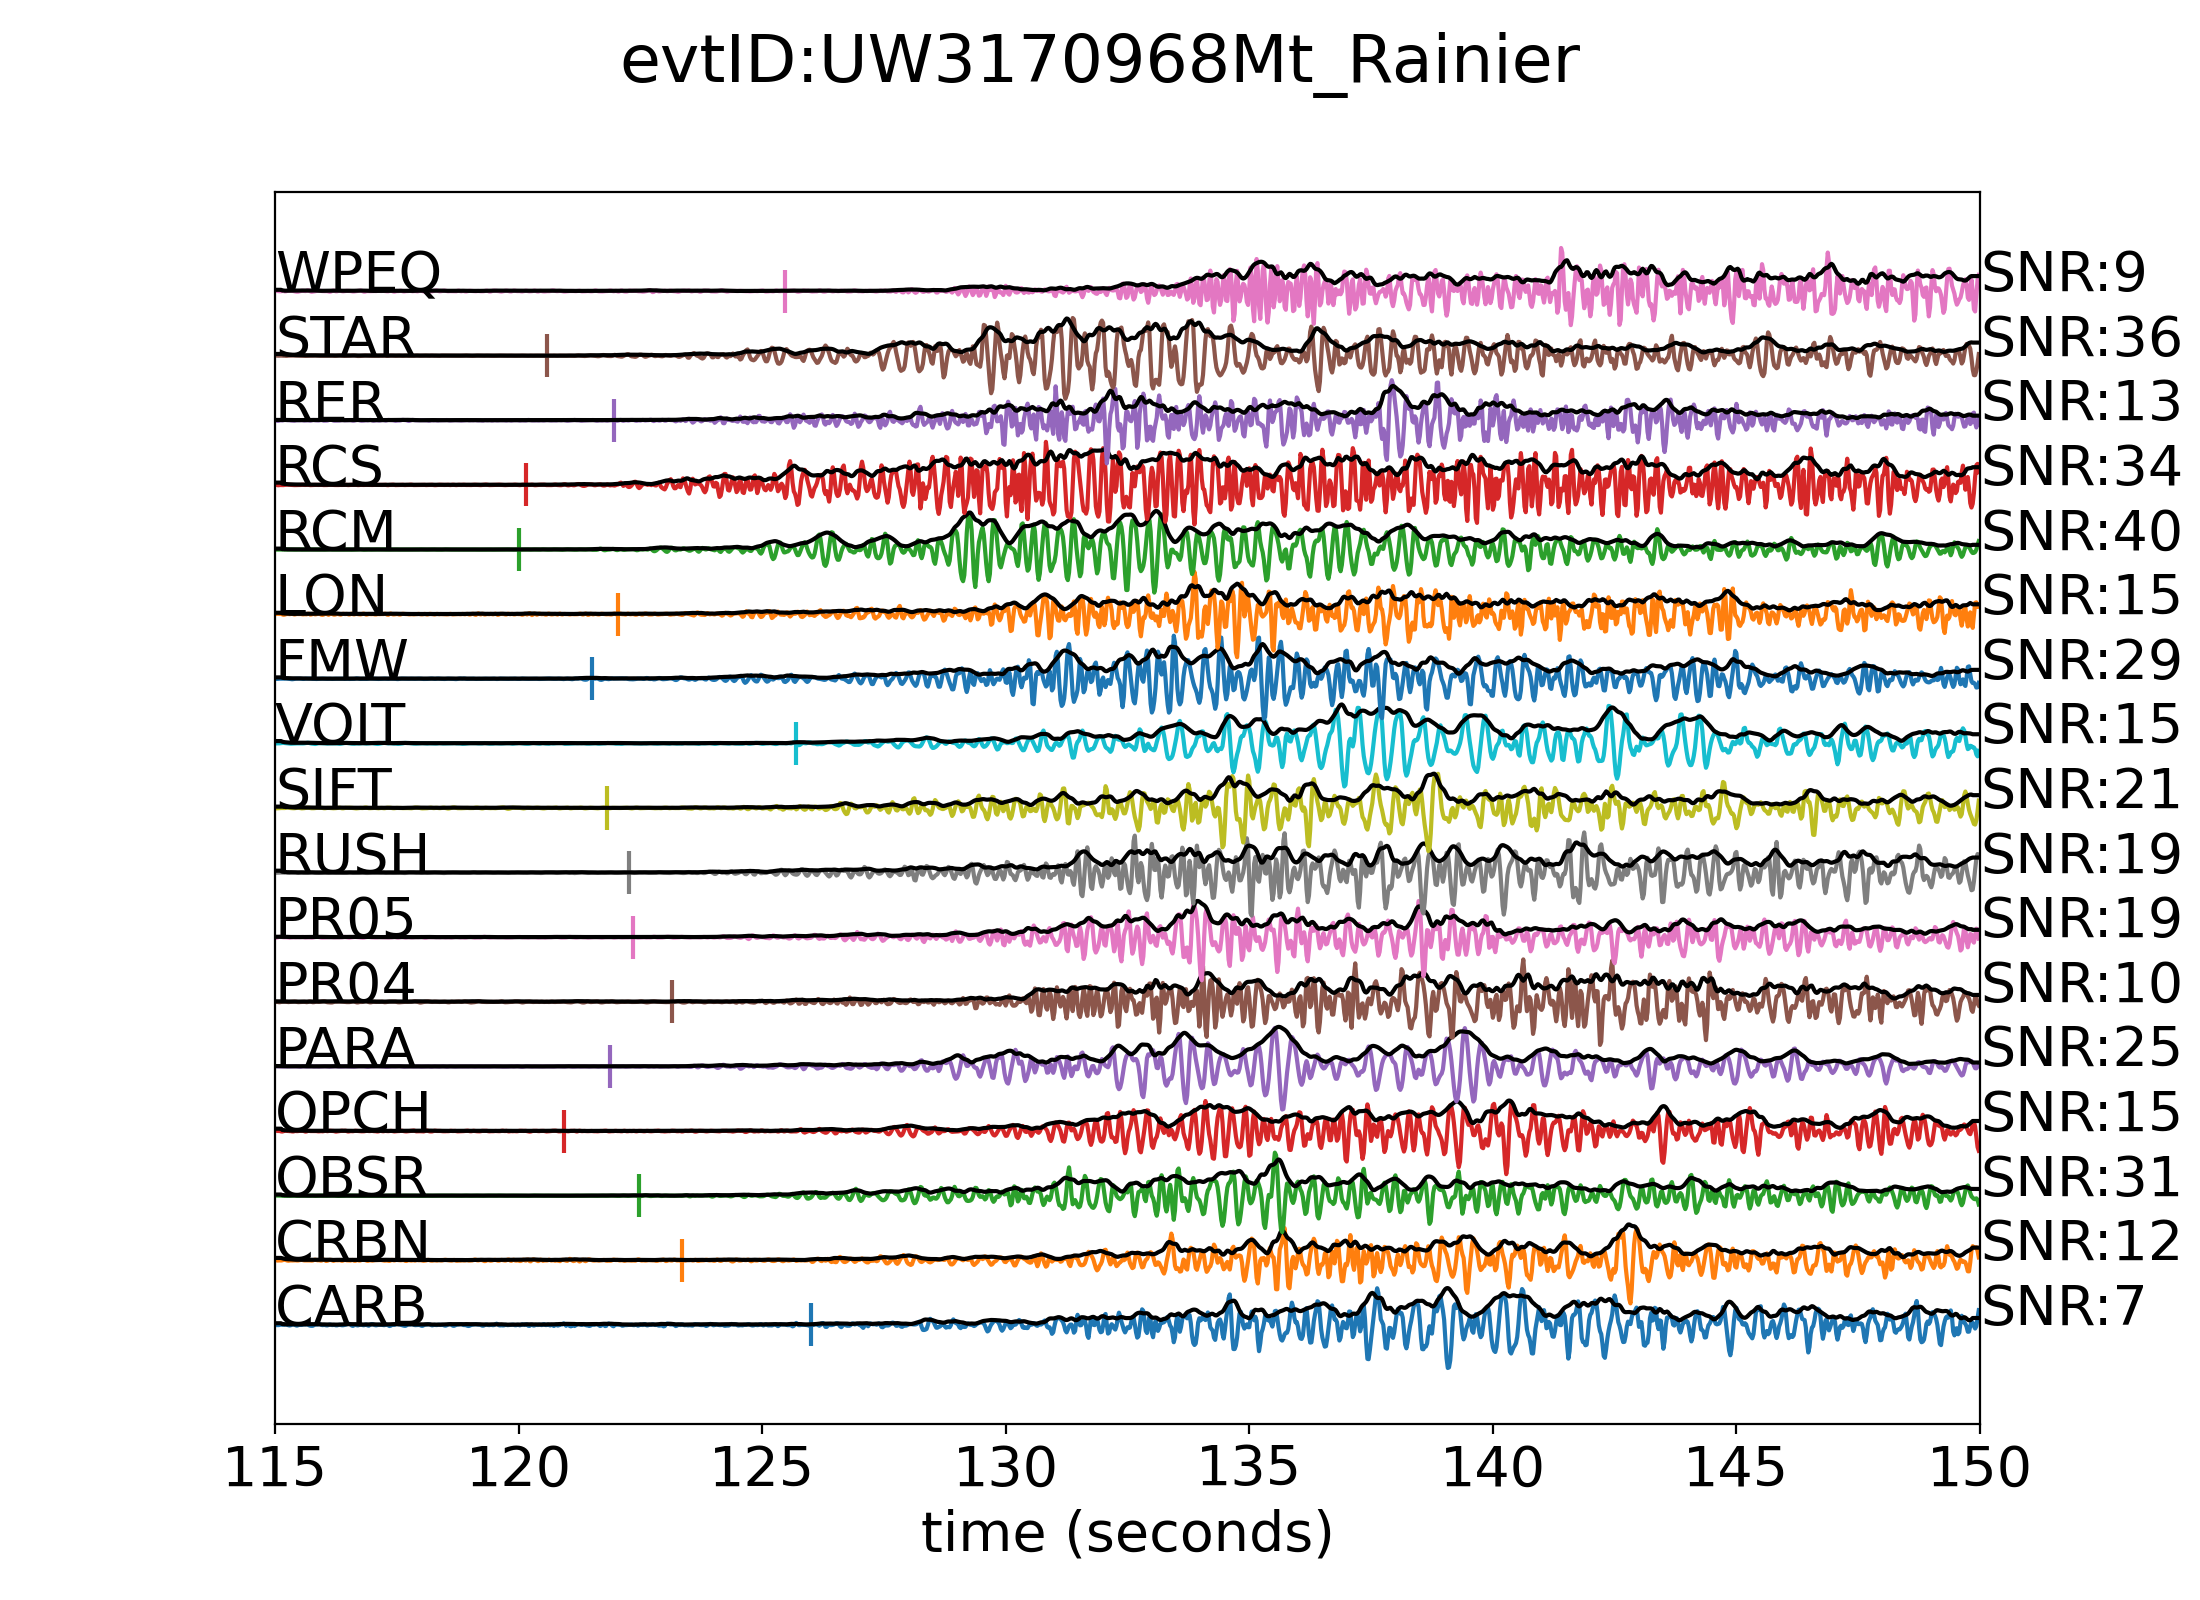 evtID:UW3170968Mt_Rainier
WPEQ SNR:9
STAR SNR:36
RER SNR:13
RCS SNR:34
RCM SNR:40
LON SNR:15
FMW SNR:29
VOIT SNR:15
SIFT SNR:21
RUSH SNR:19
PR05 SNR:19
PR04 SNR:10
PARA SNR:25
OPCH SNR:15
OBSR SNR:31
CRBN SNR:12
CARB SNR:7
115 120 125 130 135 140 145 150
time (seconds)